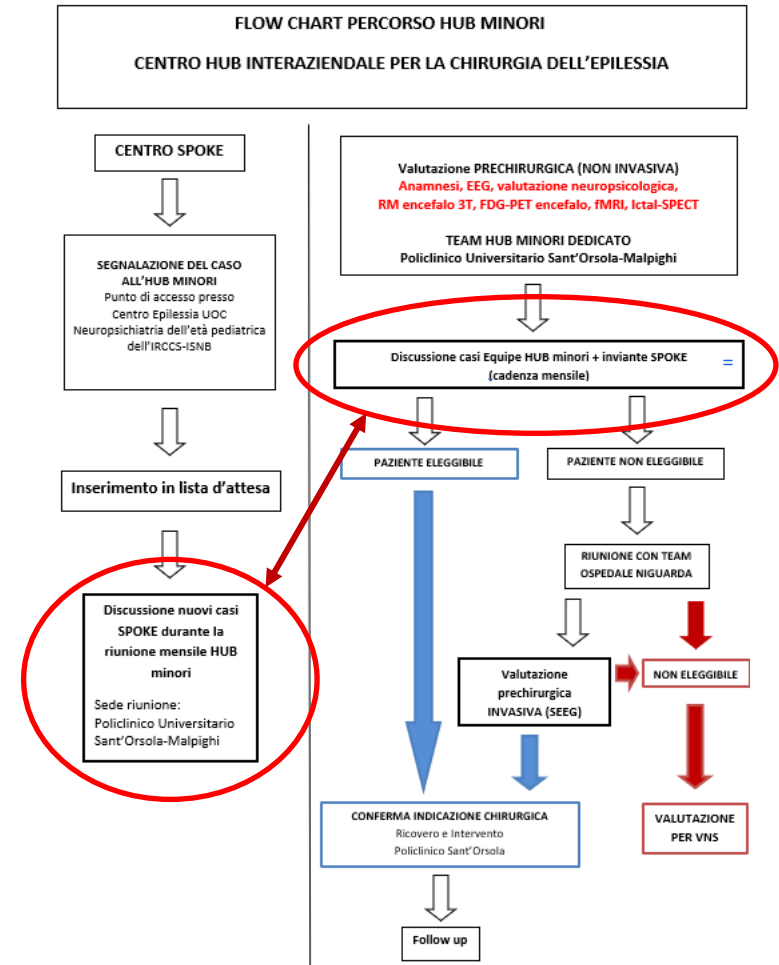 FLOW CHART PERCORSO HUB MINORI
CENTRO HUB INTERAZIENDALE PER LA CHIRURGIA DELL’EPILESSIA
CENTRO SPOKE
SEGNALAZIONE DEL CASO
ALL’HUB MINORI
Punto di accesso presso
Centro Epilessia UOC
Neuropsichiatria dell’età pediatrica
dell’IRCCS-ISNB
Inserimento in lista d’attesa
Discussione nuovi casi
SPOKE durante la
riunione mensile HUB
minori
Sede riunione:
Policlinico Universitario
Sant’Orsola-Malpighi
Valutazione PRECHIRURGICA (NON INVASIVA)
Anamnesi, EEG, valutazione neuropsicologica,
RM encefalo 3T, FDG-PET encefalo, fMRI, Ictal-SPECT
TEAM HUB MINORI DEDICATO
Policlinico Universitario Sant’Orsola-Malpighi
Discussione casi Equipe HUB minori + inviante SPOKE =
(cadenza mensile)
PAZIENTE ELEGGIBILE
PAZIENTE NON ELEGGIBILE
RIUNIONE CON TEAM
OSPEDALE NIGUARDA
Valutazione
prechirurgica
INVASIVA (SEEG)
NON ELEGGIBILE
CONFERMA INDICAZIONE CHIRURGICA
Ricovero e Intervento
Policlinico Sant’Orsola
VALUTAZIONE
PER VNS
Follow up